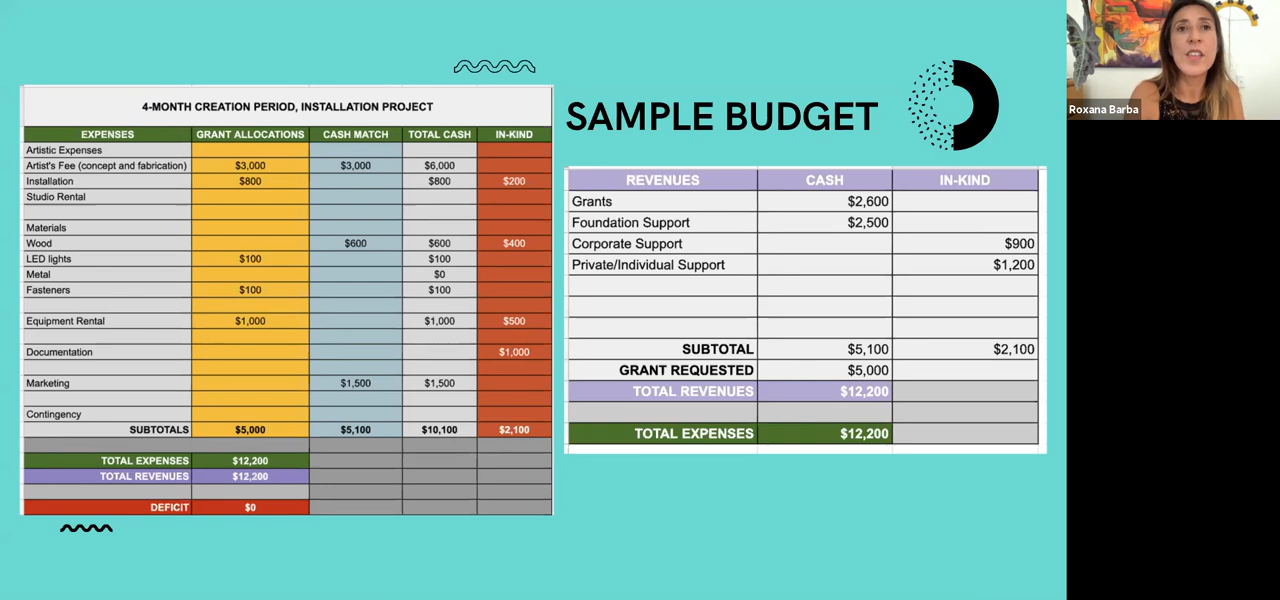 4-MONTH CREATION PERIOD, INSTALLATION PROJECT
EXPENSES GRANT ALLOCATIONS CASH MATCH TOTAL CASH IN-KIND
Artistic Expenses
Artist's Fee (concept and fabrication) $3,000 $3,000 $6,000
Installation $800 $800 $200
Studio Rental
Materials
Wood $600 $600 $400
LED lights $100 $100
Metal $0
Fasteners $100 $100
Equipment Rental $1,000 $1,000 $500
Documentation $1,000
Marketing $1,500 $1,500
Contingency
SUBTOTALS $5,000 $5,100 $10,100 $2,100
TOTAL EXPENSES $12,200
TOTAL REVENUES $12,200
DEFICIT $0
SAMPLE BUDGET
REVENUES CASH IN-KIND
Grants $2,600
Foundation Support $2,500
Corporate Support $900
Private/Individual Support $1,200
SUBTOTAL $5,100 $2,100
GRANT REQUESTED $5,000
TOTAL REVENUES $12,200
TOTAL EXPENSES $12,200
Roxana Barba